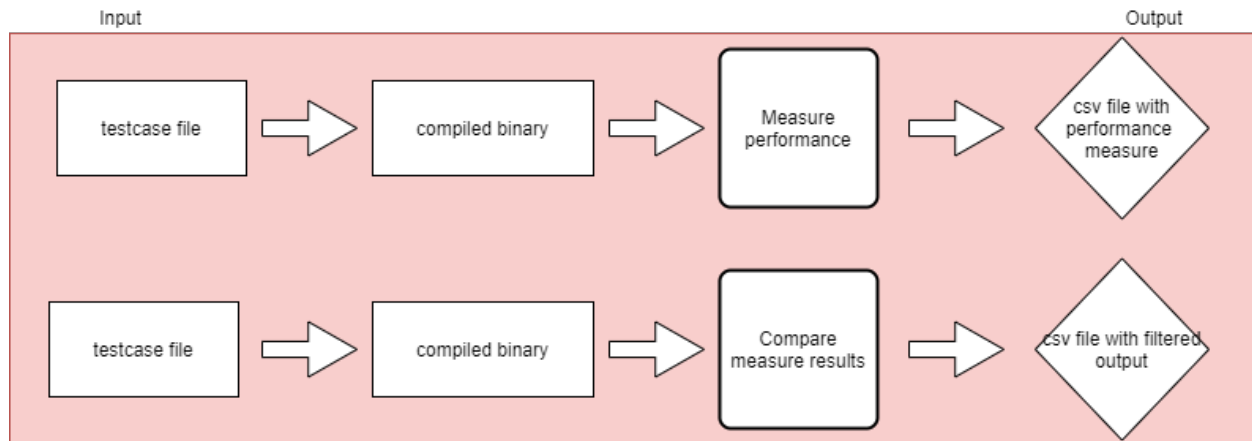 Input
Output
testcase file
compiled binary
Measure
performance
csv file with
performance
measure
testcase file
compiled binary
Compare
measure results
csv file with filtered
output